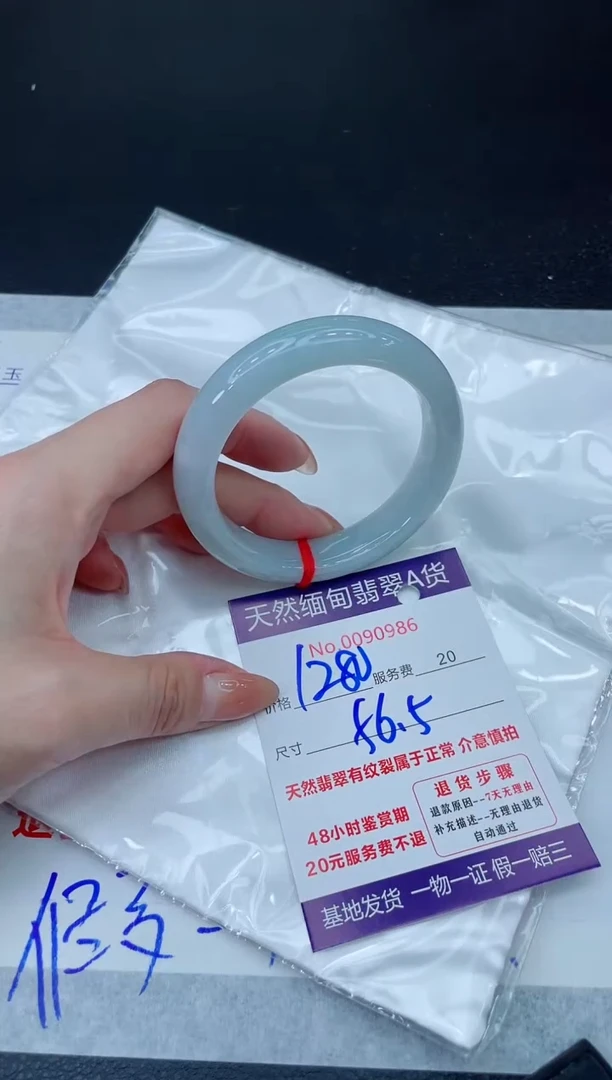 玉
天然缅甸翡翠A货
No.0090986
价格 1280 服务费 20
尺寸 56.5
天然翡翠有纹裂属于正常 介意慎拍
48小时鉴赏期
20元服务费不退
退货步骤
退款原因--7天无理由
补充描述--无理由退货
自动通过
基地发货 一物一证 假一赔三